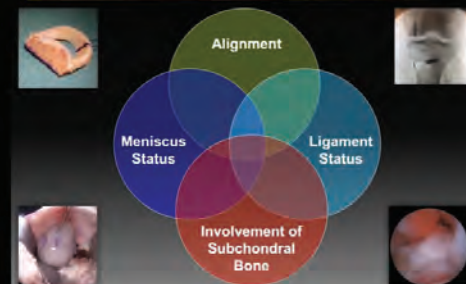 Alignment
Meniscus
Status
Ligament
Status
Involvement of
Subchondral
Bone